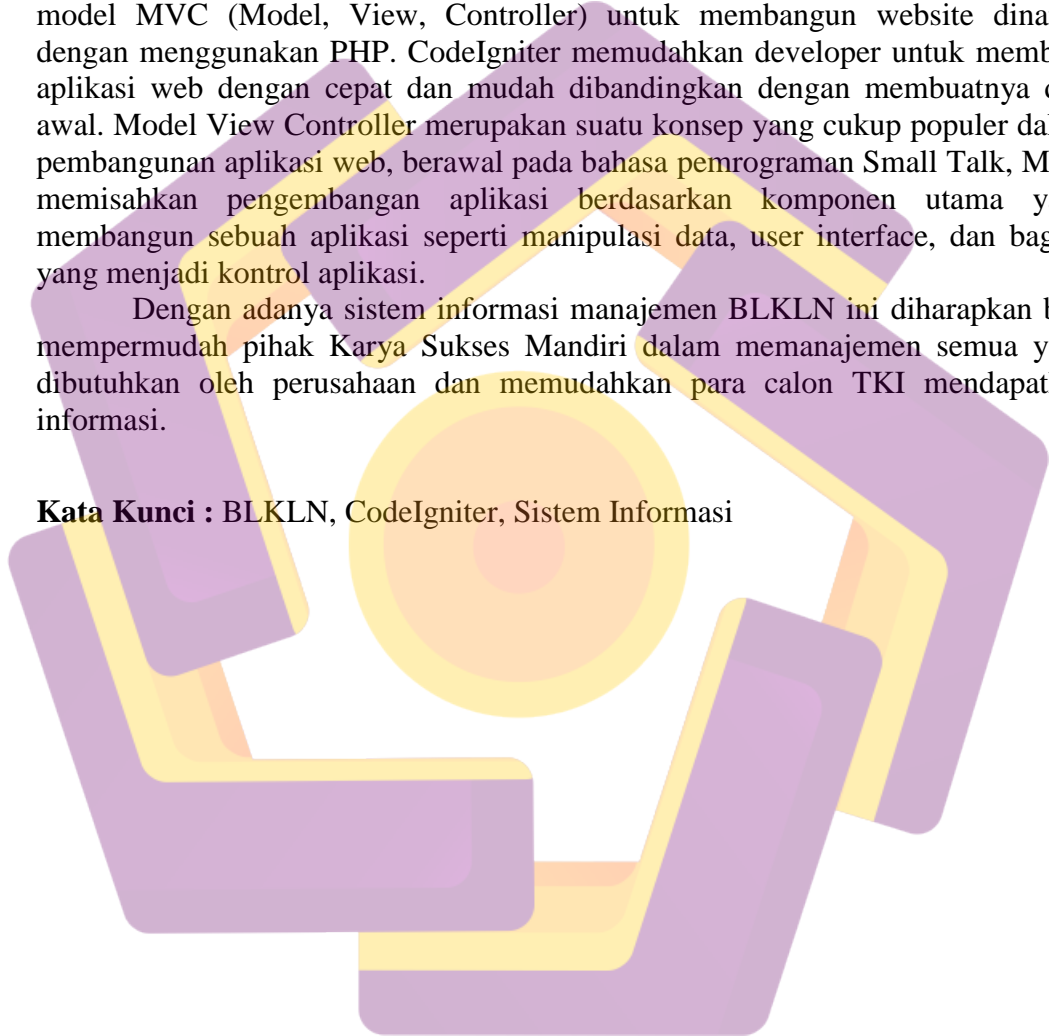 model MVC (Model, View, Controller) untuk membangun website dina
dengan menggunakan PHP. CodeIgniter memudahkan developer untuk memb
aplikasi web dengan cepat dan mudah dibandingkan dengan membuatnya d
awal. Model View Controller merupakan suatu konsep yang cukup populer dal
pembangunan aplikasi web, berawal pada bahasa pemrograman Small Talk, M
memisahkan pengembangan aplikasi berdasarkan komponen utama y
membangun sebuah aplikasi seperti manipulasi data, user interface, dan bag
yang menjadi kontrol aplikasi.
Dengan adanya sistem informasi manajemen BLKLN ini diharapkan b
mempermudah pihak Karya Sukses Mandiri dalam memanajemen semua y
dibutuhkan oleh perusahaan dan memudahkan para calon TKI mendapat
informasi.
Kata Kunci : BLKLN, CodeIgniter, Sistem Informasi